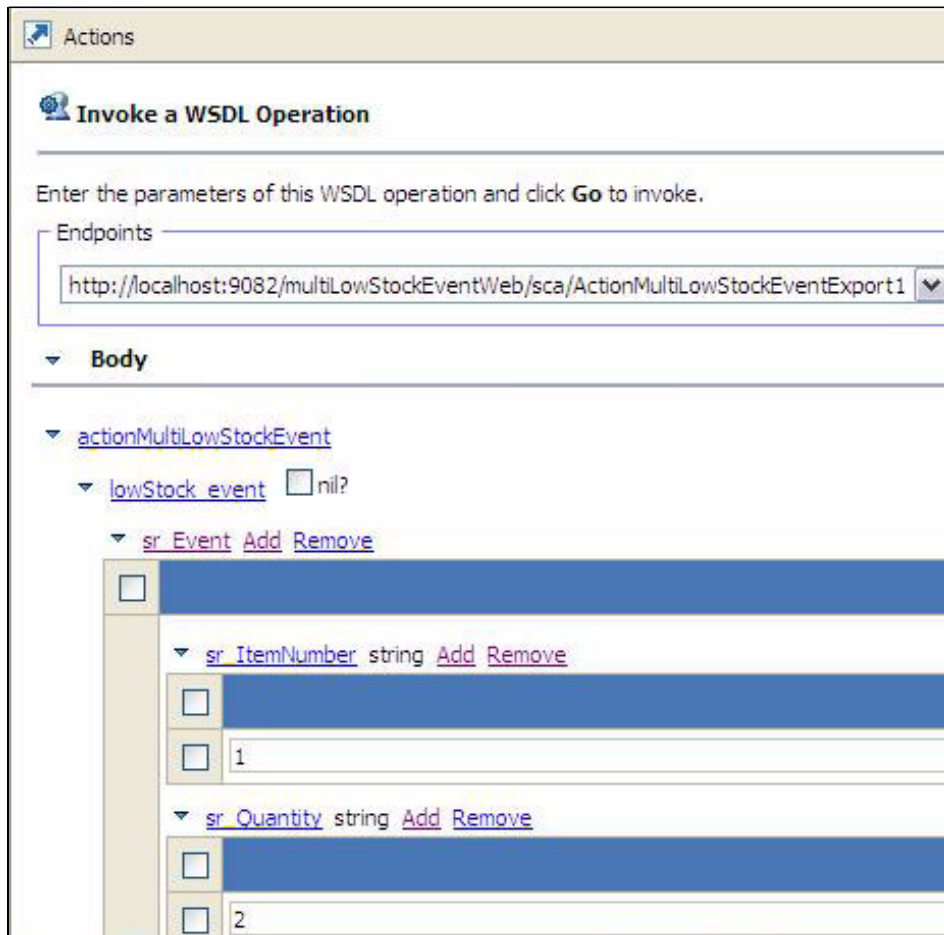 Actions
Invoke a WSDL Operation
Enter the parameters of this WSDL operation and click Go to invoke.
Endpoints
http://localhost:9082/multiLowStockEventWeb/sca/ActionMultiLowStockEventExport1
Body
actionMultiLowStockEvent
lowStock_event nil?
sr_Event Add Remove
sr_ItemNumber string Add Remove
1
sr_Quantity string Add Remove
2